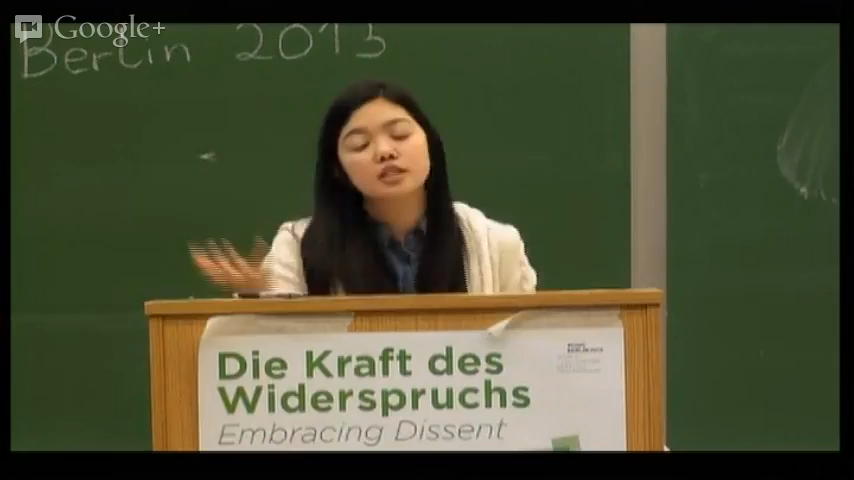 Google+
Berlin 2013
Die Kraft des
Widerspruchs
Embracing Dissent